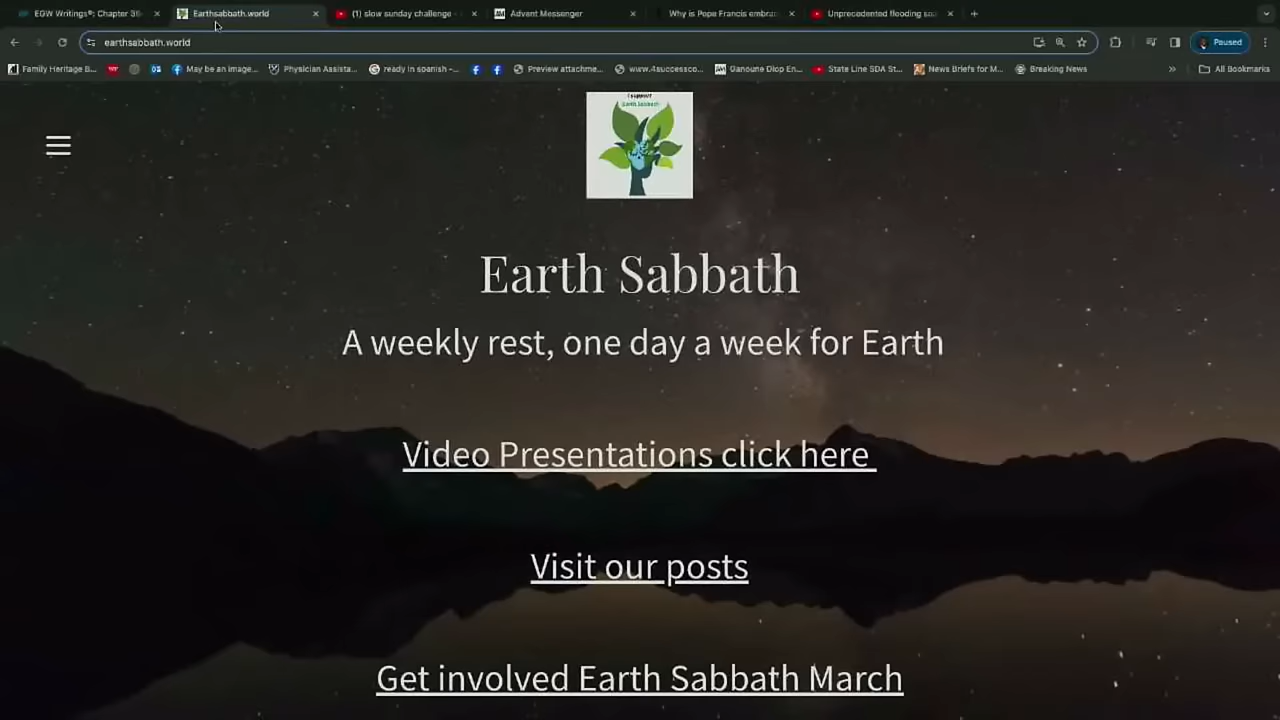 EGW Writings®: Chapter 38
Earthsabbath.world
(1) slow sunday challenge -
Advent Messenger
Why is Pope Francis embra
Unprecedented flooding
earthsabbath.world
Paused
Family Heritage B...
May be an image...
Physician Assista...
ready in spanish -...
Preview attachme...
www.4successco...
Ganoune Diop En...
State Line SDA St...
News Briefs for M...
Breaking News
»
All Bookmarks
I support
Earth Sabbath
Earth Sabbath
A weekly rest, one day a week for Earth
Video Presentations click here
Visit our posts
Get involved Earth Sabbath March